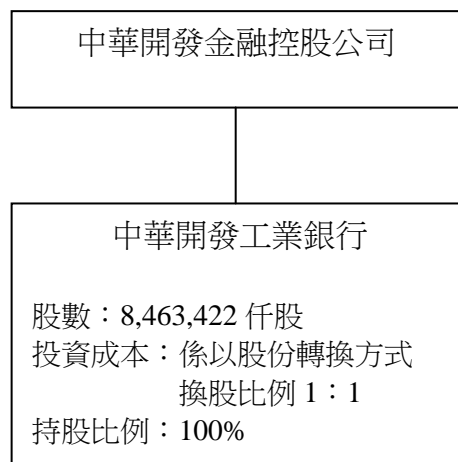 中華開發金融控股公司
中華開發工業銀行
股數：8,463,422 仟股
投資成本：係以股份轉換方式
換股比例 1：1
持股比例：100%